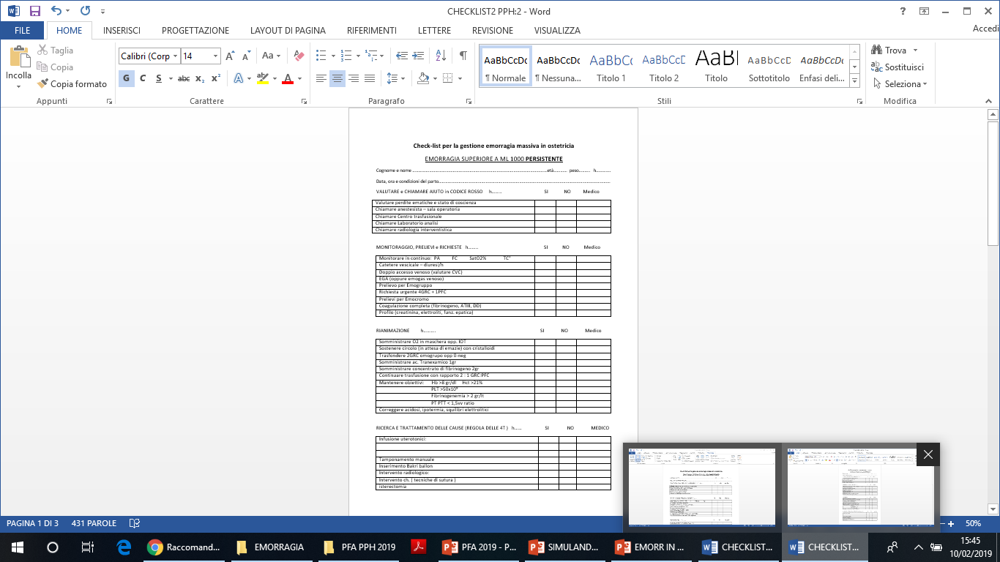 CHECKLIST2 PPH:2 - Word
FILE HOME INSERISCI PROGETTAZIONE LAYOUT DI PAGINA RIFERIMENTI LETTERE REVISIONE VISUALIZZA Accedi
Incolla
Taglia
Copia
Copia formato
Appunti
Calibri (Corp 14
G C S abc x₂ x²
Carattere
Paragrafo
AaBbCcDc AaBbCcDc AaBbCc AaBbCcD AaBl AaBbCcD AaBbCcDc
¶ Normale ¶ Nessuna... Titolo 1 Titolo 2 Titolo Sottotitolo Enfasi deli...
Stili
Trova
Sostituisci
Seleziona
Modifica
Check-list per la gestione emorragia massiva in ostetricia
EMORRAGIA SUPERIORE A ML 1000 PERSISTENTE
Cognome e nome ........ età.......... peso........ h...........
Data, ora e condizioni del parto........
VALUTARE e CHIAMARE AIUTO in CODICE ROSSO h........ SI NO Medico
Valutare perdite ematiche e stato di coscienza
Chiamare anestesista – sala operatoria
Chiamare Centro trasfusionale
Chiamare Laboratorio analisi
Chiamare radiologia interventistica
MONITORAGGIO, PRELIEVI e RICHIESTE h........ SI NO Medico
Monitorare in continuo: PA FC SatO2% TC°
Catetere vescicale – diuresi/h
Doppio accesso venoso (valutare CVC)
EGA (oppure emogas venoso)
Prelievo per Emogruppo
Richiesta urgente 4GRC + 1PFC
Prelievi per Emocromo
Coagulazione completa (fibrinogeno, ATIII, DD)
Profilo (creatinina, elettroliti, funz. epatica)
RIANIMAZIONE h.......... SI NO Medico
Somministrare O2 in maschera opp. IOT
Sostenere circolo (in attesa di emazie) con cristalloidi
Trasfondere 2GRC omogrupo opp 0-neg
Somministrare ac. Tranexamico 1gr
Somministrare concentrato di fibrinogeno 2gr
Continuare trasfusione con rapporto 2 : 1 GRC:PFC
Mantenere obiettivi: Hb >8 gr/dl Hct >21%
PLT >50x10⁹
Fibrinogenemia > 2 gr/lt
PT PTT < 1,5vv ratio
Correggere acidosi, ipotermia, squilibri elettrolitici
RICERCA E TRATTAMENTO DELLE CAUSE (REGOLA DELLE 4T ) h...... SI NO MEDICO
Infusione uterotonici:
Tamponamento manuale
Inserimento Bakri ballon
Intervento radiologico:
Intervento ch. ( tecniche di sutura )
isterectomia
PAGINA 1 DI 3 431 PAROLE 50%
Raccomand... EMORRAGIA PFA PPH 2019 PFA 2019 - P... SIMULAND... EMORR IN ... CHECKLIST... CHECKLIST...
15:45
10/02/2019